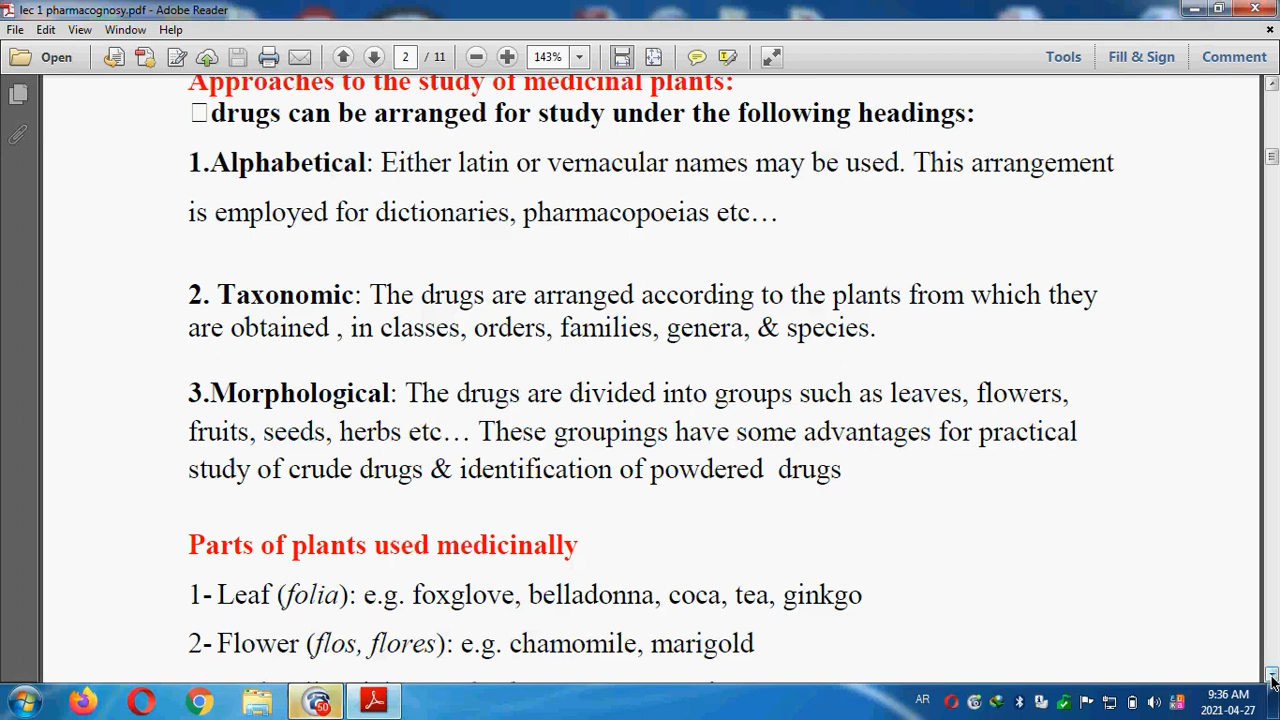 lec 1 pharmacognosy.pdf - Adobe Reader
File Edit View Window Help
Open 2 / 11 143% Tools Fill & Sign Comment
Approaches to the study of medicinal plants:
drugs can be arranged for study under the following headings:
1.Alphabetical: Either latin or vernacular names may be used. This arrangement
is employed for dictionaries, pharmacopoeias etc…
2. Taxonomic: The drugs are arranged according to the plants from which they
are obtained , in classes, orders, families, genera, & species.
3.Morphological: The drugs are divided into groups such as leaves, flowers,
fruits, seeds, herbs etc… These groupings have some advantages for practical
study of crude drugs & identification of powdered drugs
Parts of plants used medicinally
1- Leaf (folia): e.g. foxglove, belladonna, coca, tea, ginkgo
2- Flower (flos, flores): e.g. chamomile, marigold
50 AR 9:36 AM
2021-04-27